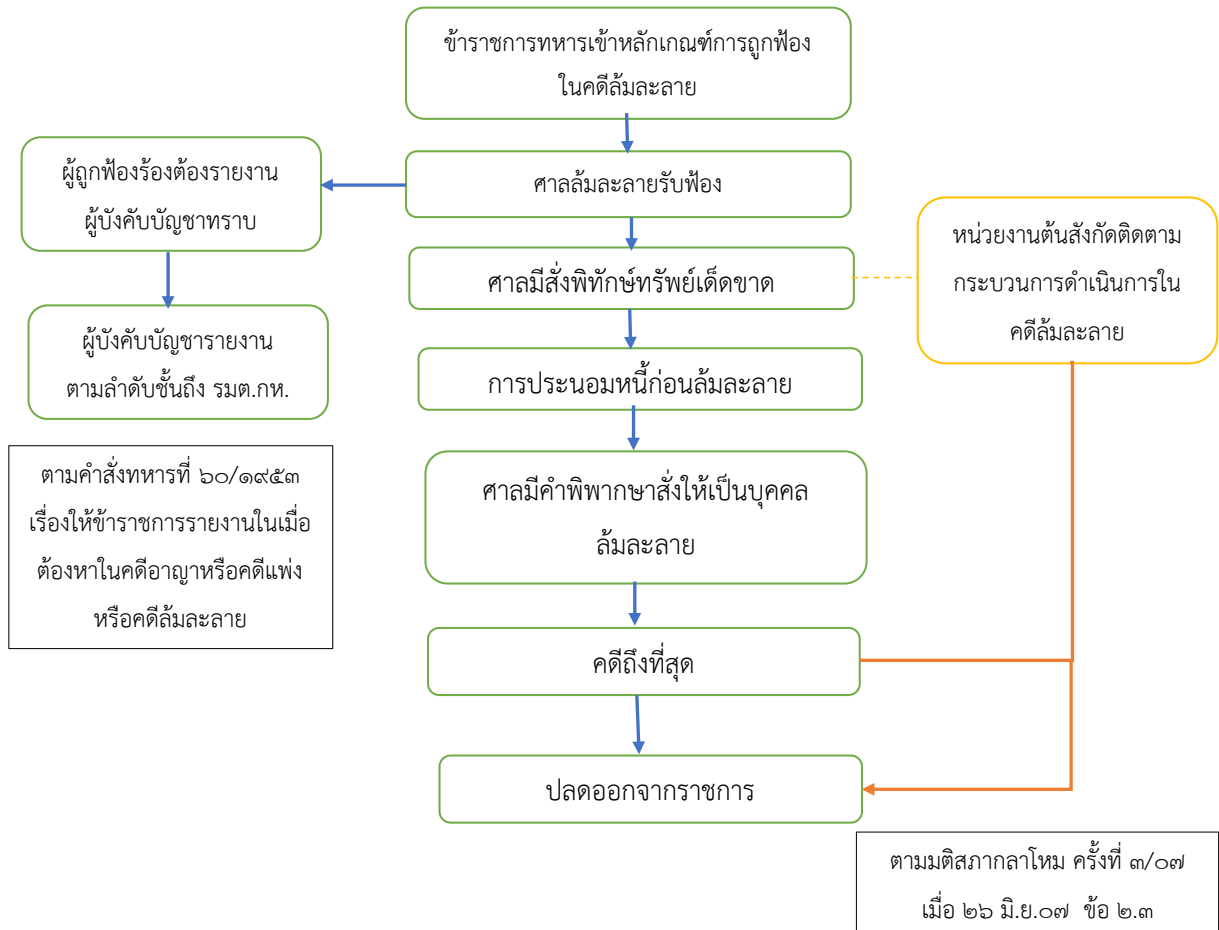 ข้าราชการทหารเข้าหลักเกณฑ์การถูกฟ้อง
ในคดีล้มละลาย
ศาลล้มละลายรับฟ้อง
ผู้ถูกฟ้องร้องต้องรายงาน
ผู้บังคับบัญชาทราบ
ผู้บังคับบัญชารายงาน
ตามลำดับชั้นถึง รมต.กห.
ตามคำสั่งทหารที่ ๖๐/๑๙๕๓
เรื่องให้ข้าราชการรายงานในเมื่อ
ต้องหาในคดีอาญาหรือคดีแพ่ง
หรือคดีล้มละลาย
ศาลมีสั่งพิทักษ์ทรัพย์เด็ดขาด
หน่วยงานต้นสังกัดติดตาม
กระบวนการดำเนินการใน
คดีล้มละลาย
การประนอมหนี้ก่อนล้มละลาย
ศาลมีคำพิพากษาสั่งให้เป็นบุคคล
ล้มละลาย
คดีถึงที่สุด
ปลดออกจากราชการ
ตามมติสภากลาโหม ครั้งที่ ๓/๐๗
เมื่อ ๒๖ มิ.ย.๐๗ ข้อ ๒.๓